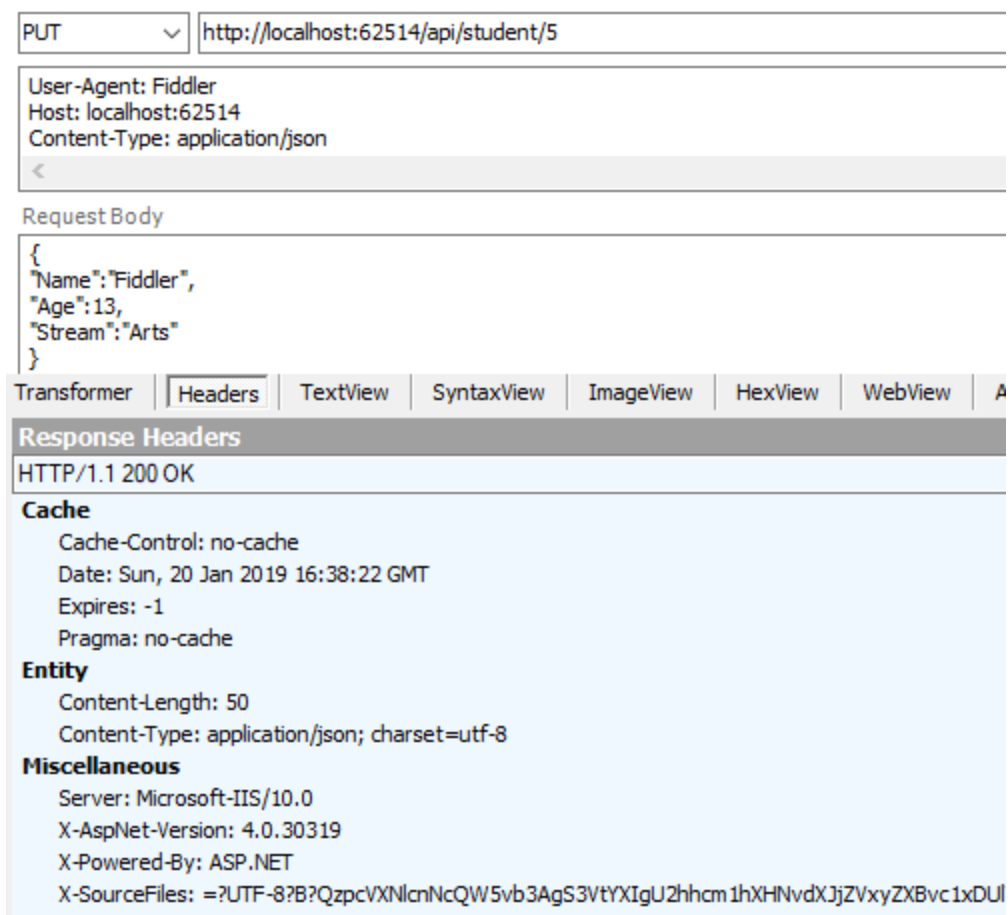 PUT http://localhost:62514/api/student/5
User-Agent: Fiddler
Host: localhost:62514
Content-Type: application/json
<
Request Body
{
"Name":"Fiddler",
"Age":13,
"Stream":"Arts"
}
Transformer Headers TextView SyntaxView ImageView HexView WebView A
Response Headers
HTTP/1.1 200 OK
Cache
Cache-Control: no-cache
Date: Sun, 20 Jan 2019 16:38:22 GMT
Expires: -1
Pragma: no-cache
Entity
Content-Length: 50
Content-Type: application/json; charset=utf-8
Miscellaneous
Server: Microsoft-IIS/10.0
X-AspNet-Version: 4.0.30319
X-Powered-By: ASP.NET
X-SourceFiles: